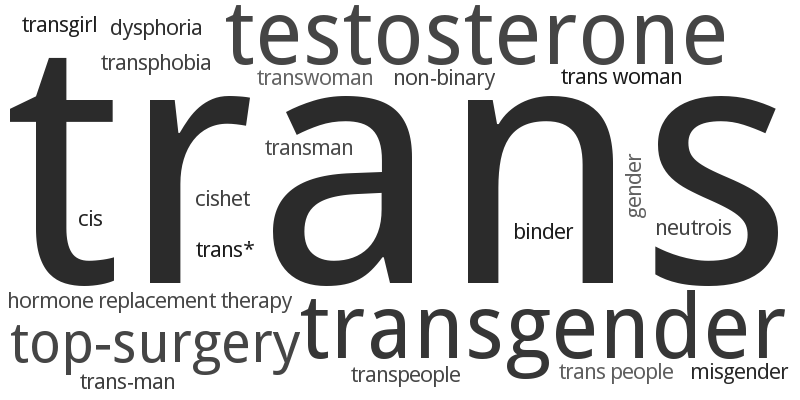 transgirl
dysphoria
testosterone
transphobia
transwoman
non-binary
trans woman
trans
transman
gender
cishet
cis
binder
neutrois
trans*
hormone replacement therapy
transgender
top-surgery
trans-man
transpeople
trans people
misgender